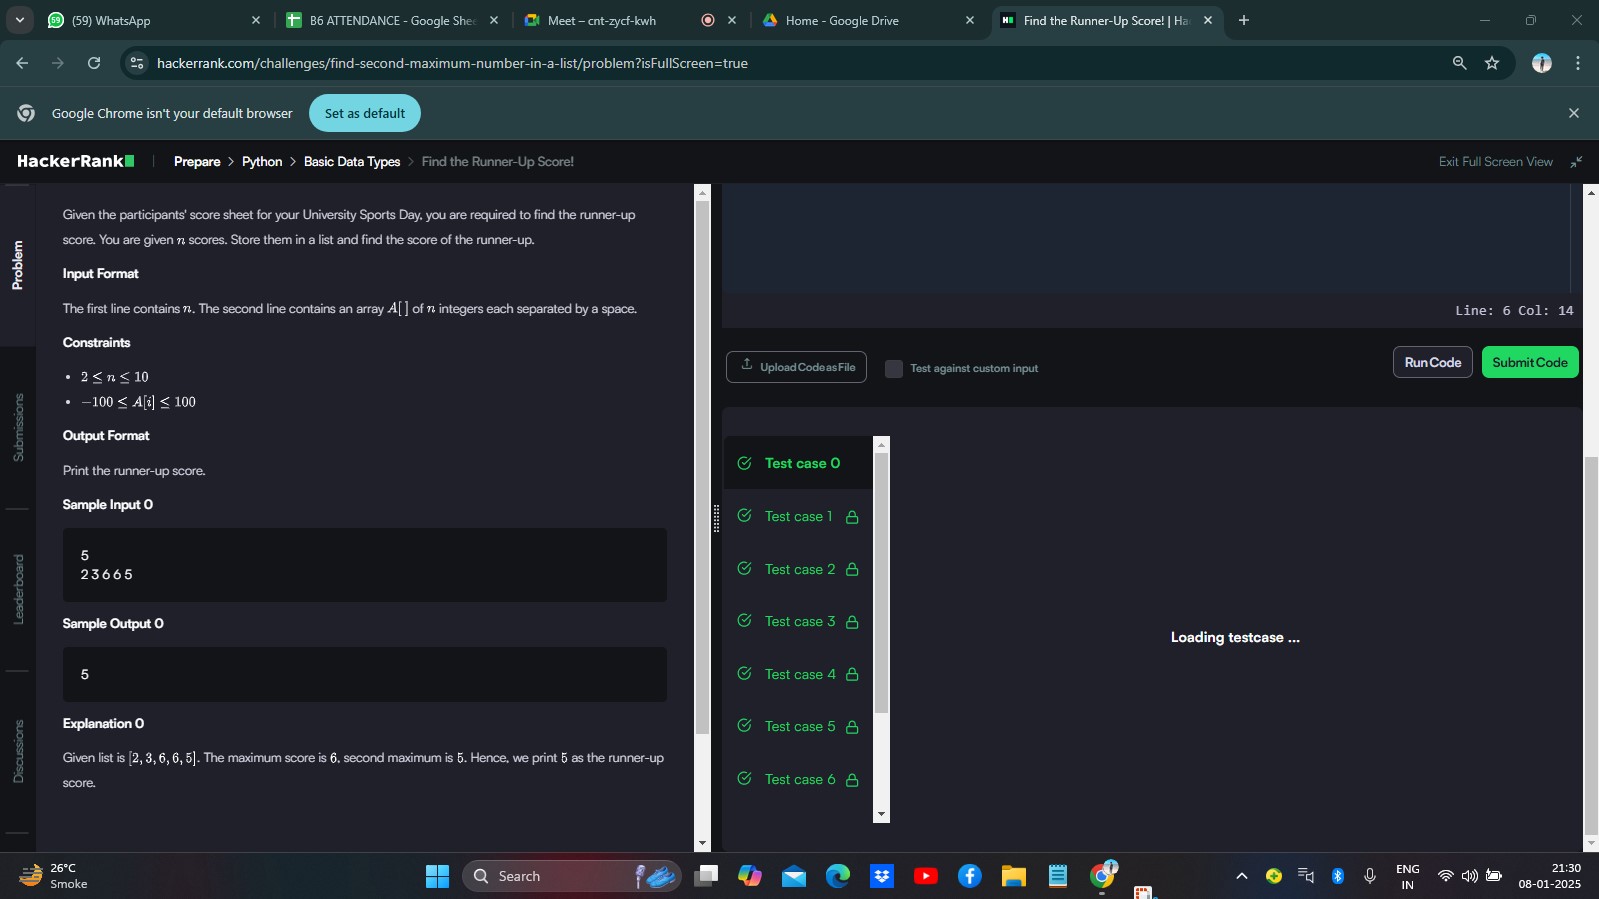 59
(59) WhatsApp
B6 ATTENDANCE - Google Shee
Meet – cnt-zycf-kwh
Home - Google Drive
Find the Runner-Up Score! | Ha
hackerrank.com/challenges/find-second-maximum-number-in-a-list/problem?isFullScreen=true
Google Chrome isn't your default browser
Set as default
HackerRank
Prepare > Python > Basic Data Types > Find the Runner-Up Score!
Exit Full Screen View
Problem
Submissions
Leaderboard
Discussions
Given the participants' score sheet for your University Sports Day, you are required to find the runner-up
score. You are given n scores. Store them in a list and find the score of the runner-up.
Input Format
The first line contains n. The second line contains an array A[] of n integers each separated by a space.
Constraints
• 2 ≤ n ≤ 10
• −100 ≤ A[i] ≤ 100
Output Format
Print the runner-up score.
Sample Input 0
5
2 3 6 6 5
Sample Output 0
5
Explanation 0
Given list is [2, 3, 6, 6, 5]. The maximum score is 6, second maximum is 5. Hence, we print 5 as the runner-up
score.
Line: 6 Col: 14
Upload Code as File
Test against custom input
Run Code
Submit Code
Test case 0
Test case 1
Test case 2
Test case 3
Test case 4
Test case 5
Test case 6
Loading testcase ...
26°C
Smoke
Search
ENG
IN
21:30
08-01-2025